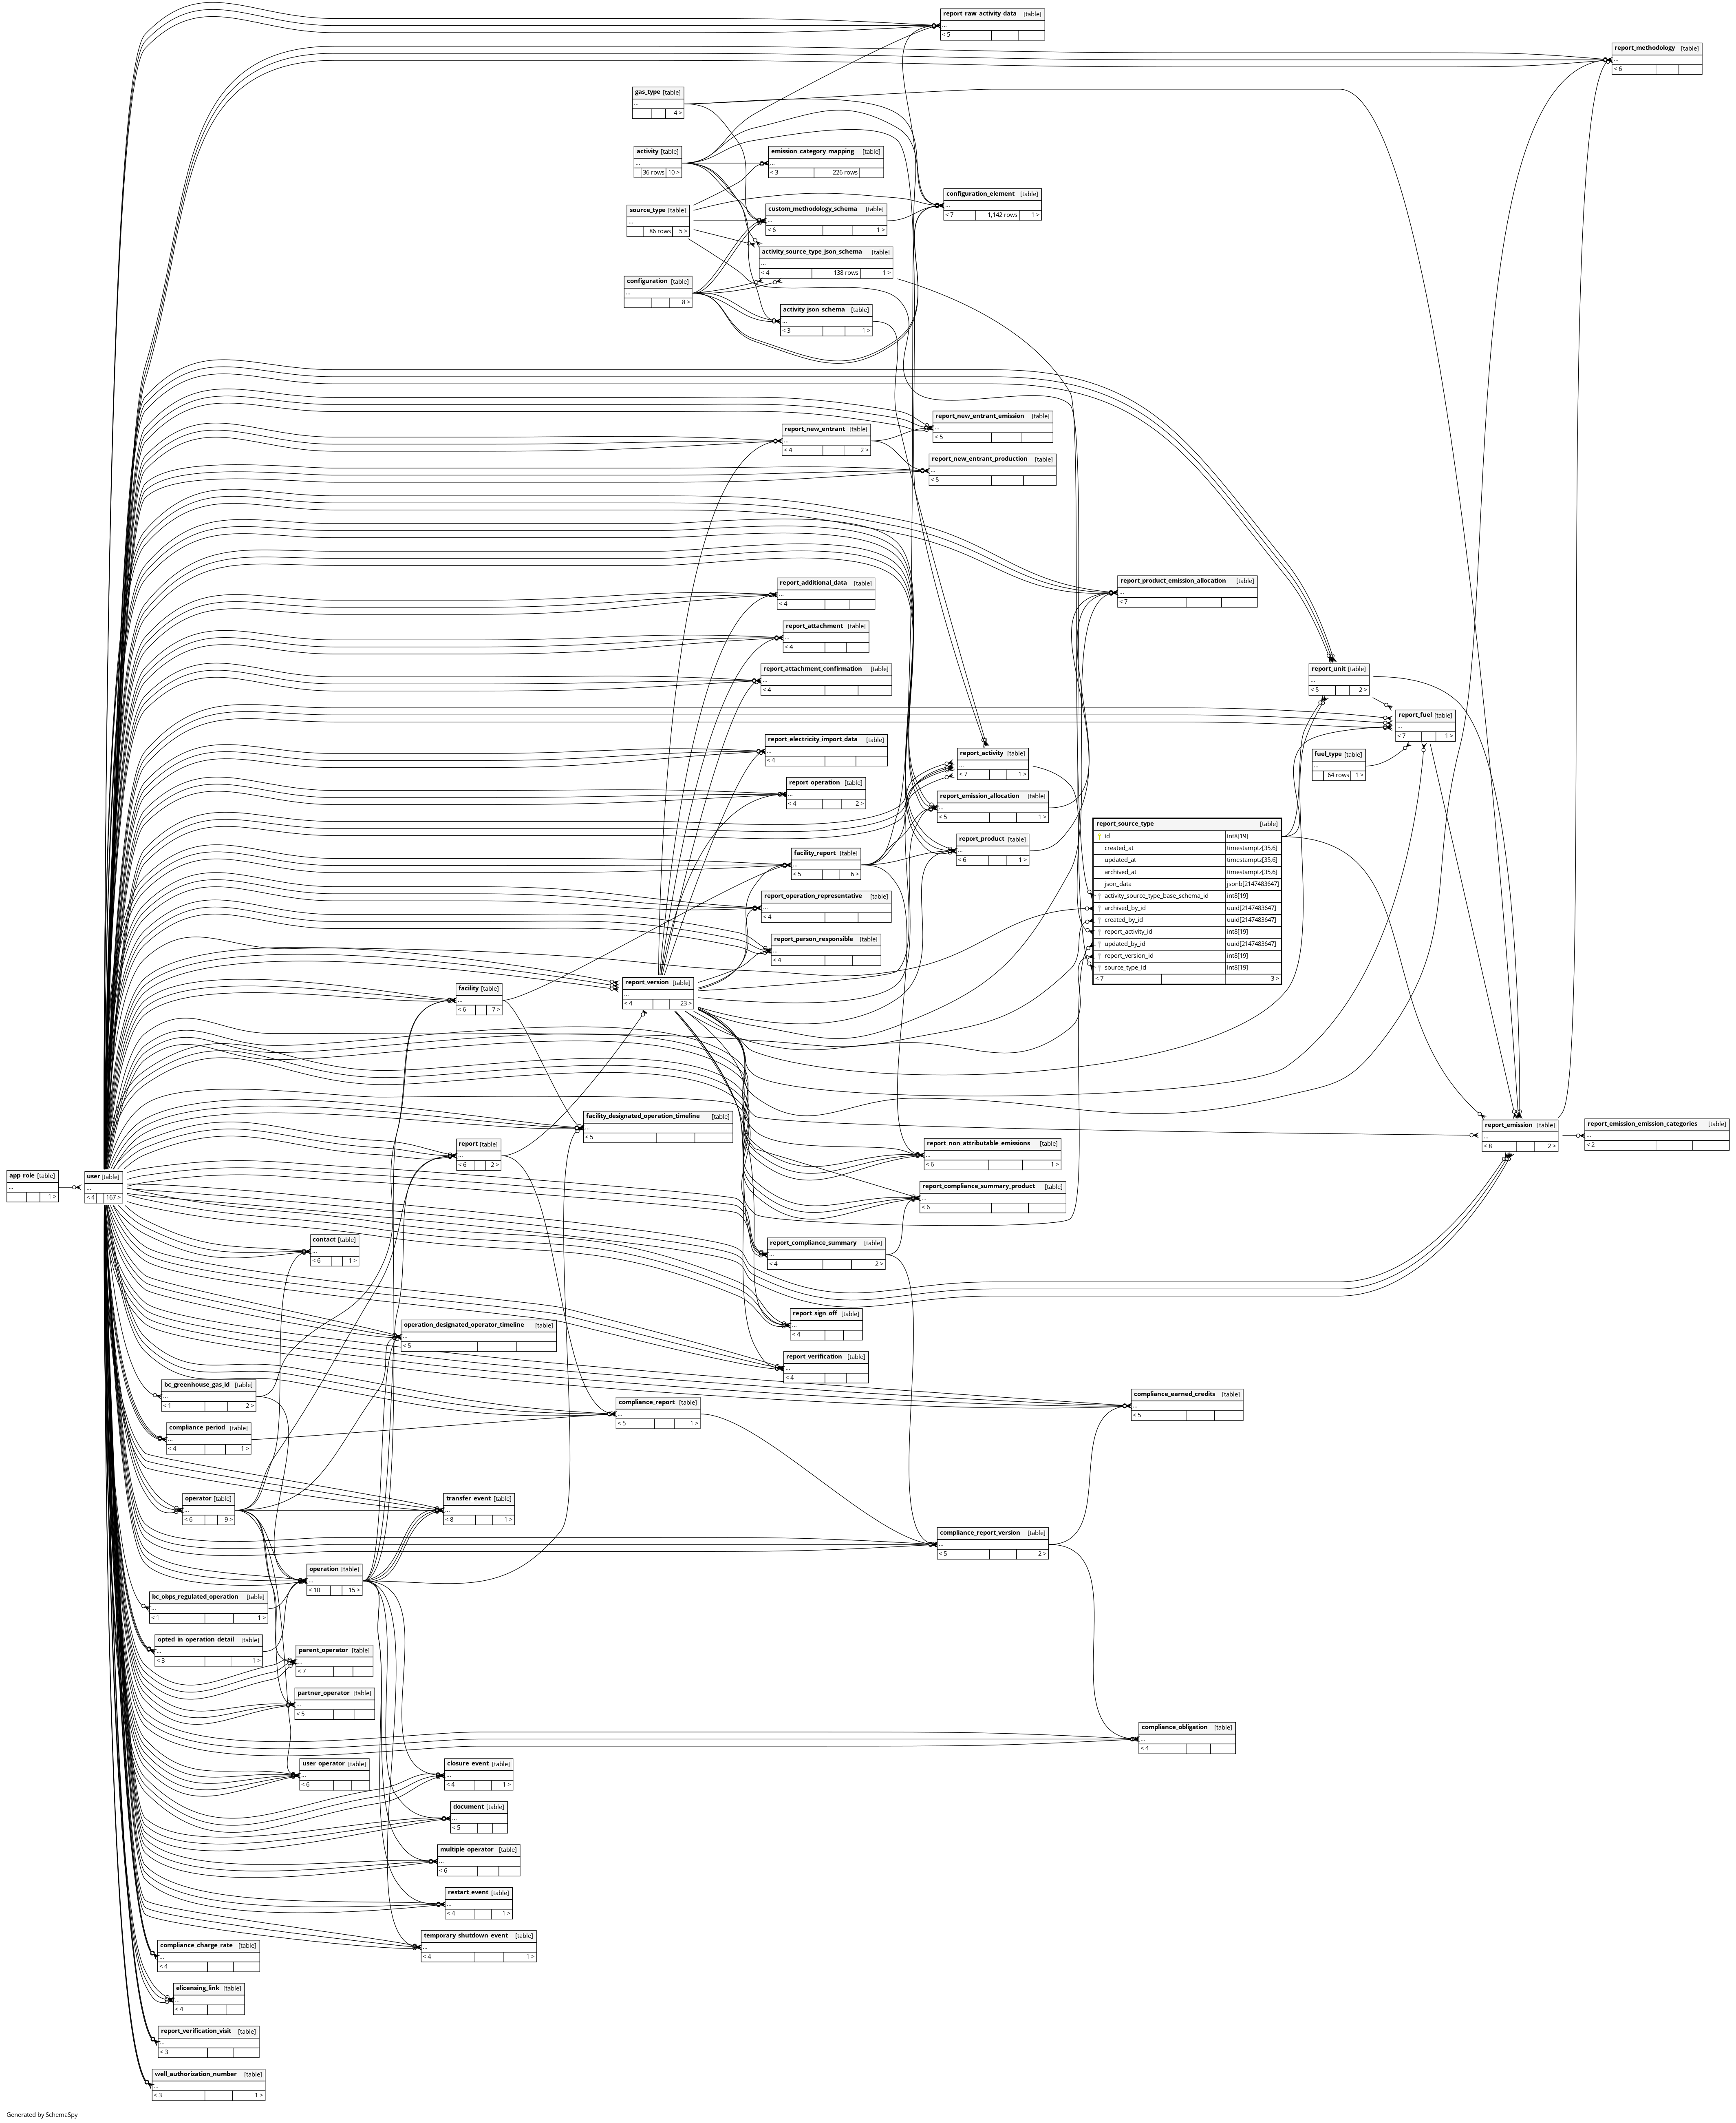 report_raw_activity_data [table]
...
< 5
report_methodology [table]
...
< 6
gas_type [table]
...
4 >
activity [table]
...
36 rows 10 >
emission_category_mapping [table]
...
< 3 226 rows
configuration_element [table]
...
< 7 1,142 rows 1 >
source_type [table]
...
86 rows 5 >
custom_methodology_schema [table]
...
< 6 1 >
activity_source_type_json_schema [table]
...
< 4 138 rows 1 >
configuration [table]
...
8 >
activity_json_schema [table]
...
< 3 1 >
report_new_entrant_emission [table]
...
< 5
report_new_entrant [table]
...
< 4 2 >
report_new_entrant_production [table]
...
< 5
report_additional_data [table]
...
< 4
report_product_emission_allocation [table]
...
< 7
report_attachment [table]
...
< 4
report_attachment_confirmation [table]
...
< 4
report_unit [table]
...
< 5 2 >
report_fuel [table]
...
< 7 1 >
report_electricity_import_data [table]
...
< 4
report_activity [table]
...
< 7 1 >
fuel_type [table]
...
64 rows 1 >
report_operation [table]
...
< 4 2 >
report_emission_allocation [table]
...
< 5 1 >
report_source_type [table]
id int8[19]
created_at timestamptz[35,6]
updated_at timestamptz[35,6]
archived_at timestamptz[35,6]
json_data jsonb[2147483647]
activity_source_type_base_schema_id int8[19]
archived_by_id uuid[2147483647]
created_by_id uuid[2147483647]
report_activity_id int8[19]
updated_by_id uuid[2147483647]
report_version_id int8[19]
source_type_id int8[19]
< 7 3 >
report_product [table]
...
< 6 1 >
facility_report [table]
...
< 5 6 >
report_operation_representative [table]
...
< 4
report_person_responsible [table]
...
< 4
report_version [table]
...
< 4 23 >
facility [table]
...
< 6 7 >
facility_designated_operation_timeline [table]
...
< 5
report_emission [table]
...
< 8 2 >
report_emission_emission_categories [table]
...
< 2
report [table]
...
< 6 2 >
report_non_attributable_emissions [table]
...
< 6 1 >
app_role [table]
...
1 >
user [table]
...
< 4 167 >
report_compliance_summary_product [table]
...
< 6
contact [table]
...
< 6 1 >
report_compliance_summary [table]
...
< 4 2 >
report_sign_off [table]
...
< 4
operation_designated_operator_timeline [table]
...
< 5
report_verification [table]
...
< 4
bc_greenhouse_gas_id [table]
...
< 1 2 >
compliance_earned_credits [table]
...
< 5
compliance_report [table]
...
< 5 1 >
compliance_period [table]
...
< 4 1 >
operator [table]
...
< 6 9 >
transfer_event [table]
...
< 8 1 >
compliance_report_version [table]
...
< 5 2 >
operation [table]
...
< 10 15 >
bc_obps_regulated_operation [table]
...
< 1 1 >
opted_in_operation_detail [table]
...
< 3 1 >
parent_operator [table]
...
< 7
partner_operator [table]
...
< 5
compliance_obligation [table]
...
< 4
user_operator [table]
...
< 6
closure_event [table]
...
< 4 1 >
document [table]
...
< 5
multiple_operator [table]
...
< 6
restart_event [table]
...
< 4 1 >
temporary_shutdown_event [table]
...
< 4 1 >
compliance_charge_rate [table]
...
< 4
elicensing_link [table]
...
< 4
report_verification_visit [table]
...
< 3
well_authorization_number [table]
...
< 3 1 >
Generated by SchemaSpy